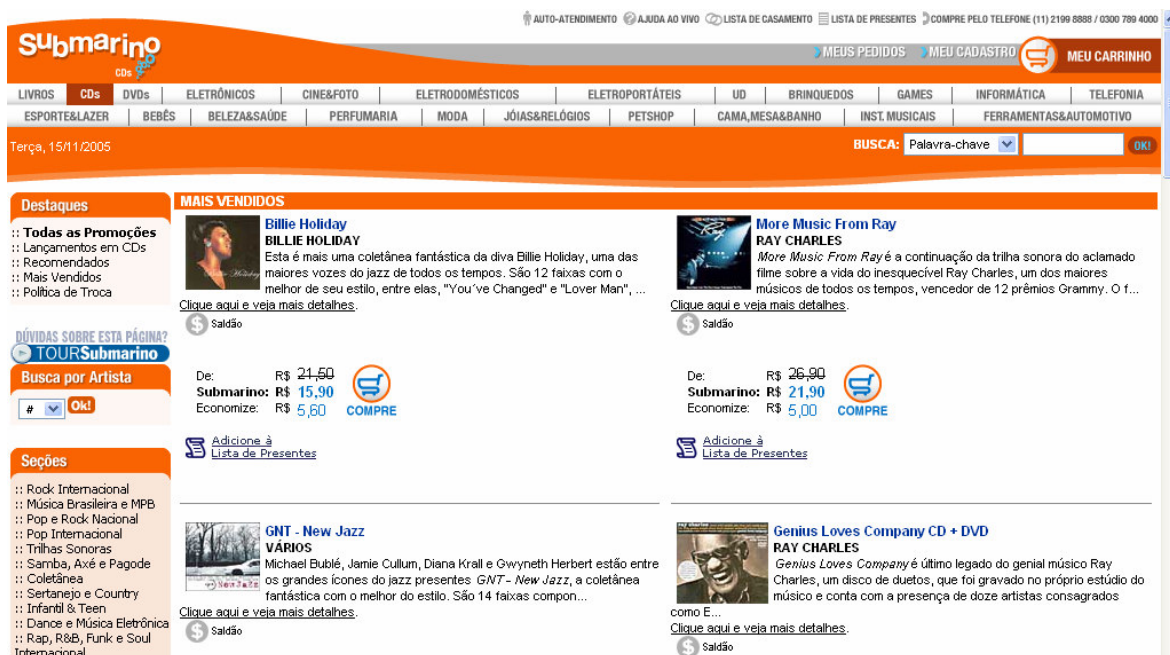 AUTO-ATENDIMENTO AJUDA AO VIVO LISTA DE CASAMENTO LISTA DE PRESENTES COMPRE PELO TELEFONE (11) 2199 8888 / 0300 789 4000
Submarino
CDs
MEUS PEDIDOS MEU CADASTRO MEU CARRINHO
LIVROS CDs DVDs ELETRÔNICOS CINE&FOTO ELETRODOMÉSTICOS ELETROPORTÁTEIS UD BRINQUEDOS GAMES INFORMÁTICA TELEFONIA
ESPORTE&LAZER BEBÊS BELEZA&SAÚDE PERFUMARIA MODA JÓIAS&RELÓGIOS PETSHOP CAMA,MESA&BANHO INST. MUSICAIS FERRAMENTAS&AUTOMOTIVO
Terça, 15/11/2005
BUSCA: Palavra-chave OK!
Destaques
:: Todas as Promoções
:: Lançamentos em CDs
:: Recomendados
:: Mais Vendidos
:: Política de Troca
DÚVIDAS SOBRE ESTA PÁGINA?
TOURSubmarino
Busca por Artista
# Ok!
Seções
:: Rock Internacional
:: Música Brasileira e MPB
:: Pop e Rock Nacional
:: Pop Internacional
:: Trilhas Sonoras
:: Samba, Axé e Pagode
:: Coletânea
:: Sertanejo e Country
:: Infantil & Teen
:: Dance e Música Eletrônica
:: Rap, R&B, Funk e Soul
Internacional
MAIS VENDIDOS
Billie Holiday
BILLIE HOLIDAY
Esta é mais uma coletânea fantástica da diva Billie Holiday, uma das
maiores vozes do jazz de todos os tempos. São 12 faixas com o
melhor de seu estilo, entre elas, "You´ve Changed" e "Lover Man", ...
Clique aqui e veja mais detalhes.
$ Saldão
De: R$ 21,50
Submarino: R$ 15,90
Economize: R$ 5,60
COMPRE
Adicione à
Lista de Presentes
More Music From Ray
RAY CHARLES
More Music From Ray é a continuação da trilha sonora do aclamado
filme sobre a vida do inesquecível Ray Charles, um dos maiores
músicos de todos os tempos, vencedor de 12 prêmios Grammy. O f...
Clique aqui e veja mais detalhes.
$ Saldão
De: R$ 26,90
Submarino: R$ 21,90
Economize: R$ 5,00
COMPRE
Adicione à
Lista de Presentes
GNT - New Jazz
VÁRIOS
Michael Bublé, Jamie Cullum, Diana Krall e Gwyneth Herbert estão entre
os grandes ícones do jazz presentes GNT - New Jazz, a coletânea
fantástica com o melhor do estilo. São 14 faixas compon...
Clique aqui e veja mais detalhes.
$ Saldão
Genius Loves Company CD + DVD
RAY CHARLES
Genius Loves Company é último legado do genial músico Ray
Charles, um disco de duetos, que foi gravado no próprio estúdio do
músico e conta com a presença de doze artistas consagrados
como E...
Clique aqui e veja mais detalhes.
$ Saldão